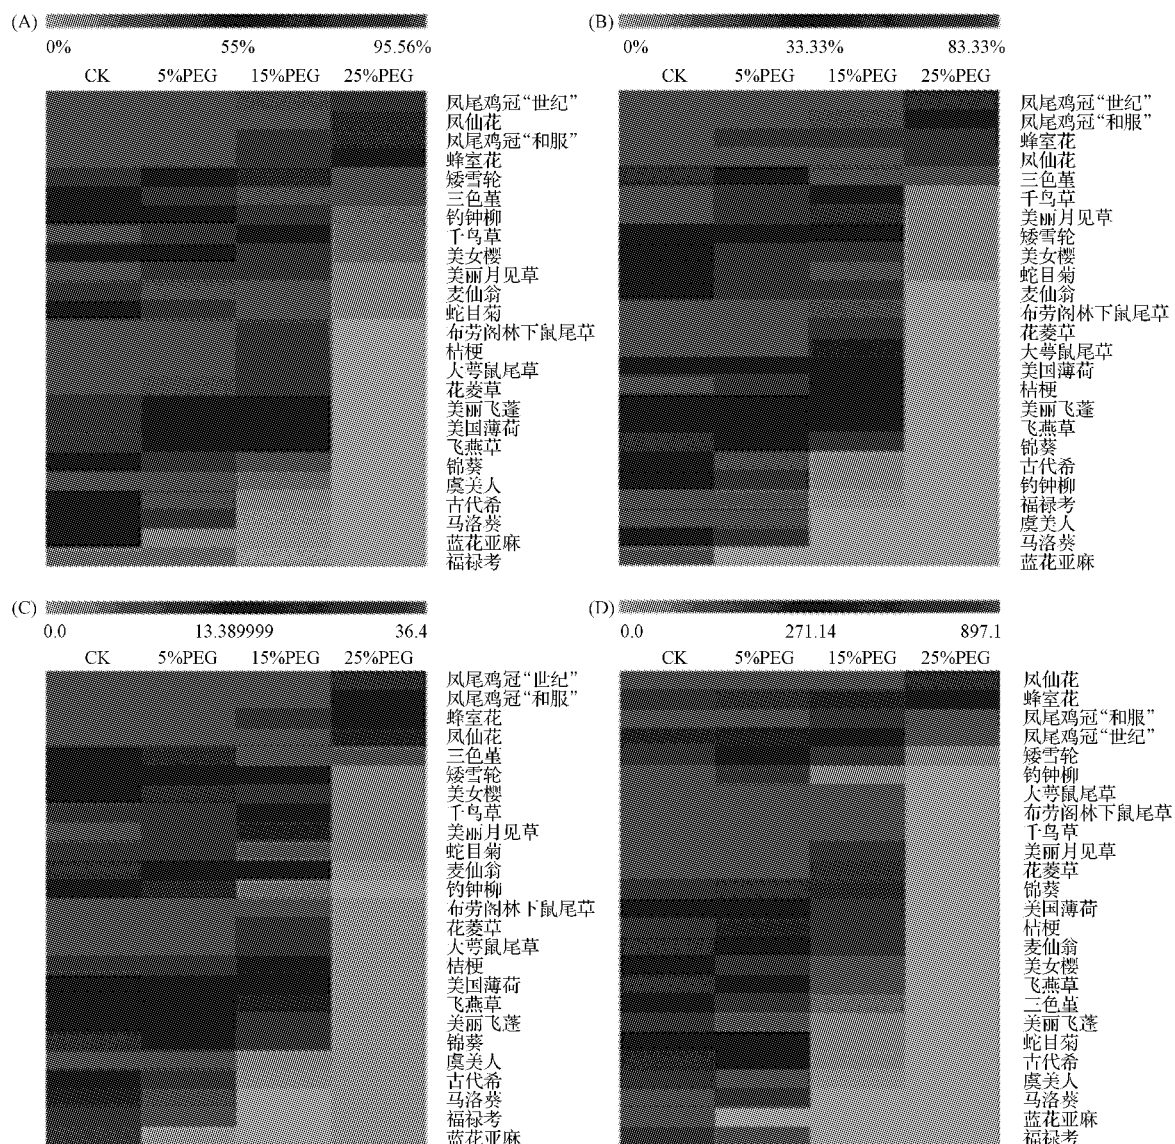 (A)
0% 55% 95.56%
CK 5%PEG 15%PEG 25%PEG
凤尾鸡冠“世纪”
凤仙花
凤尾鸡冠“和服”
蜂室花
矮雪轮
三色堇
钓钟柳
千鸟草
美女樱
美丽月见草
麦仙翁
蛇目菊
布劳阁林下鼠尾草
桔梗
大萼鼠尾草
花菱草
美丽飞蓬
美国薄荷
飞燕草
锦葵
虞美人
古代希
马洛葵
蓝花亚麻
福禄考
(B)
0% 33.33% 83.33%
CK 5%PEG 15%PEG 25%PEG
凤尾鸡冠“世纪”
凤尾鸡冠“和服”
蜂室花
凤仙花
三色堇
千鸟草
美丽月见草
矮雪轮
美女樱
蛇目菊
麦仙翁
布劳阁林下鼠尾草
花菱草
大萼鼠尾草
美国薄荷
桔梗
美丽飞蓬
飞燕草
锦葵
古代希
钓钟柳
福禄考
虞美人
马洛葵
蓝花亚麻
(C)
0.0 13.389999 36.4
CK 5%PEG 15%PEG 25%PEG
凤尾鸡冠“世纪”
凤尾鸡冠“和服”
蜂室花
凤仙花
三色堇
矮雪轮
美女樱
千鸟草
美丽月见草
蛇目菊
麦仙翁
钓钟柳
布劳阁林下鼠尾草
花菱草
大萼鼠尾草
桔梗
美国薄荷
飞燕草
美丽飞蓬
锦葵
虞美人
古代希
马洛葵
福禄考
蓝花亚麻
(D)
0.0 271.14 897.1
CK 5%PEG 15%PEG 25%PEG
凤仙花
蜂室花
凤尾鸡冠“和服”
凤尾鸡冠“世纪”
矮雪轮
钓钟柳
大萼鼠尾草
布劳阁林下鼠尾草
千鸟草
美丽月见草
花菱草
锦葵
美国薄荷
桔梗
麦仙翁
美女樱
飞燕草
三色堇
美丽飞蓬
蛇目菊
古代希
虞美人
马洛葵
蓝花亚麻
福禄考